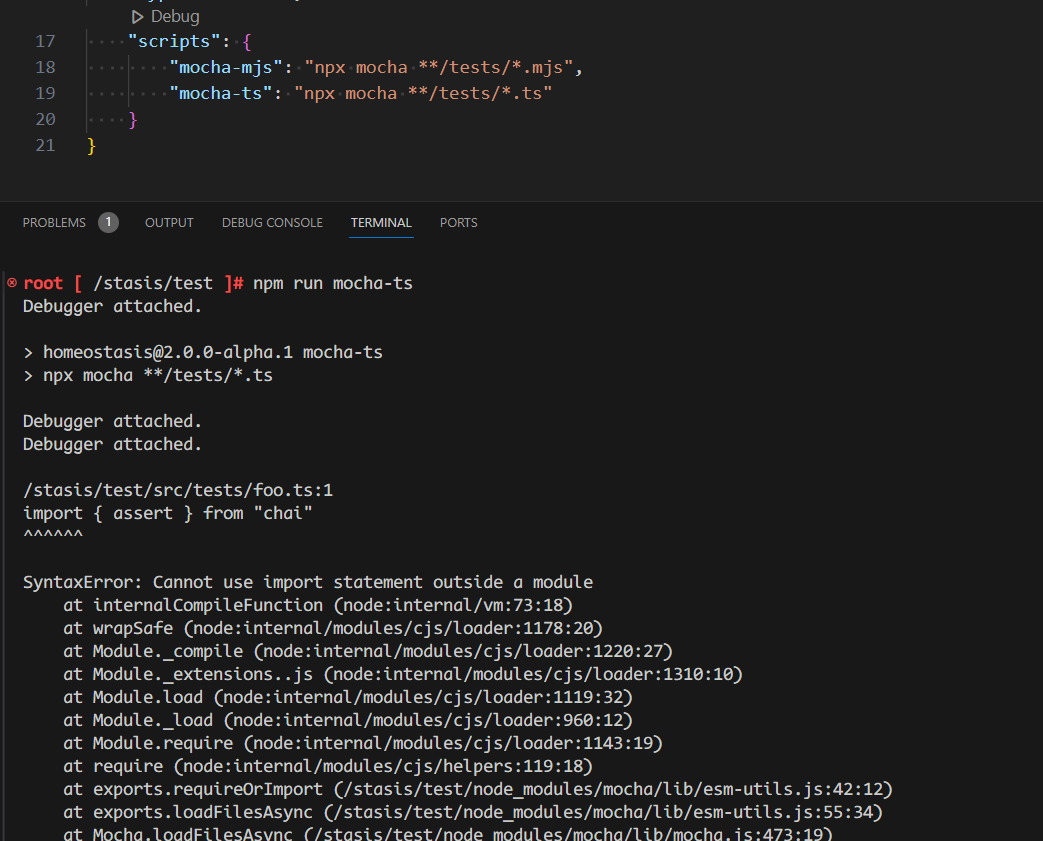 Debug
17 "scripts": {
18 "mocha-mjs": "npx mocha **/tests/*.mjs",
19 "mocha-ts": "npx mocha **/tests/*.ts"
20 }
21 }
PROBLEMS 1 OUTPUT DEBUG CONSOLE TERMINAL PORTS
root [ /stasis/test ]# npm run mocha-ts
Debugger attached.
> homeostasis@2.0.0-alpha.1 mocha-ts
> npx mocha **/tests/*.ts
Debugger attached.
Debugger attached.
/stasis/test/src/tests/foo.ts:1
import { assert } from "chai"
^^^^^^
SyntaxError: Cannot use import statement outside a module
at internalCompileFunction (node:internal/vm:73:18)
at wrapSafe (node:internal/modules/cjs/loader:1178:20)
at Module._compile (node:internal/modules/cjs/loader:1220:27)
at Module._extensions..js (node:internal/modules/cjs/loader:1310:10)
at Module.load (node:internal/modules/cjs/loader:1119:32)
at Module._load (node:internal/modules/cjs/loader:960:12)
at Module.require (node:internal/modules/cjs/loader:1143:19)
at require (node:internal/modules/cjs/helpers:119:18)
at exports.requireOrImport (/stasis/test/node_modules/mocha/lib/esm-utils.js:42:12)
at exports.loadFilesAsync (/stasis/test/node_modules/mocha/lib/esm-utils.js:55:34)
at Mocha.loadFilesAsync (/stasis/test/node_modules/mocha/lib/mocha.js:473:19)